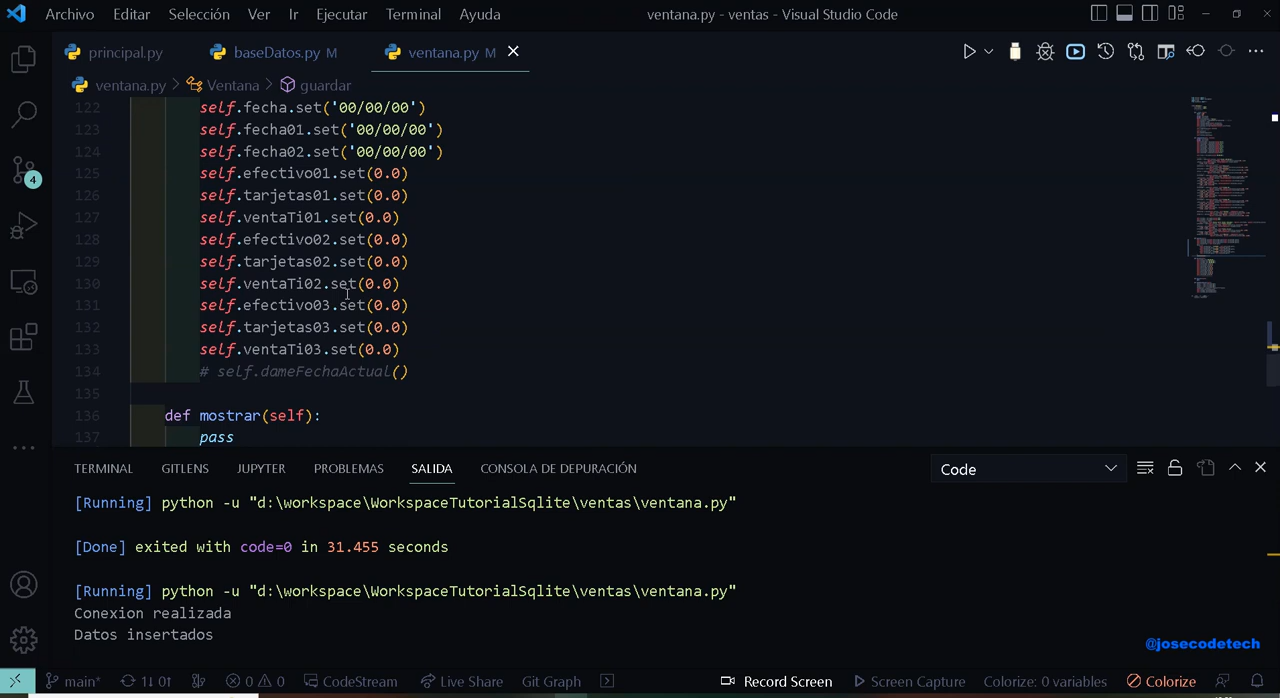 Archivo Editar Selección Ver Ir Ejecutar Terminal Ayuda ventana.py - ventas - Visual Studio Code
principal.py baseDatos.py M ventana.py M
ventana.py > Ventana > guardar
122 self.fecha.set('00/00/00')
123 self.fecha01.set('00/00/00')
124 self.fecha02.set('00/00/00')
125 self.efectivo01.set(0.0)
126 self.tarjetas01.set(0.0)
127 self.ventaTi01.set(0.0)
128 self.efectivo02.set(0.0)
129 self.tarjetas02.set(0.0)
130 self.ventaTi02.set(0.0)
131 self.efectivo03.set(0.0)
132 self.tarjetas03.set(0.0)
133 self.ventaTi03.set(0.0)
134 # self.dameFechaActual()
135
136 def mostrar(self):
137 pass
4
TERMINAL GITLENS JUPYTER PROBLEMAS SALIDA CONSOLA DE DEPURACIÓN Code
[Running] python -u "d:\workspace\WorkspaceTutorialSqlite\ventas\ventana.py"
[Done] exited with code=0 in 31.455 seconds
[Running] python -u "d:\workspace\WorkspaceTutorialSqlite\ventas\ventana.py"
Conexion realizada
Datos insertados
@josecodetech
main* 1↓ 0↑ 0 0 CodeStream Live Share Git Graph Record Screen Screen Capture Colorize: 0 variables Colorize